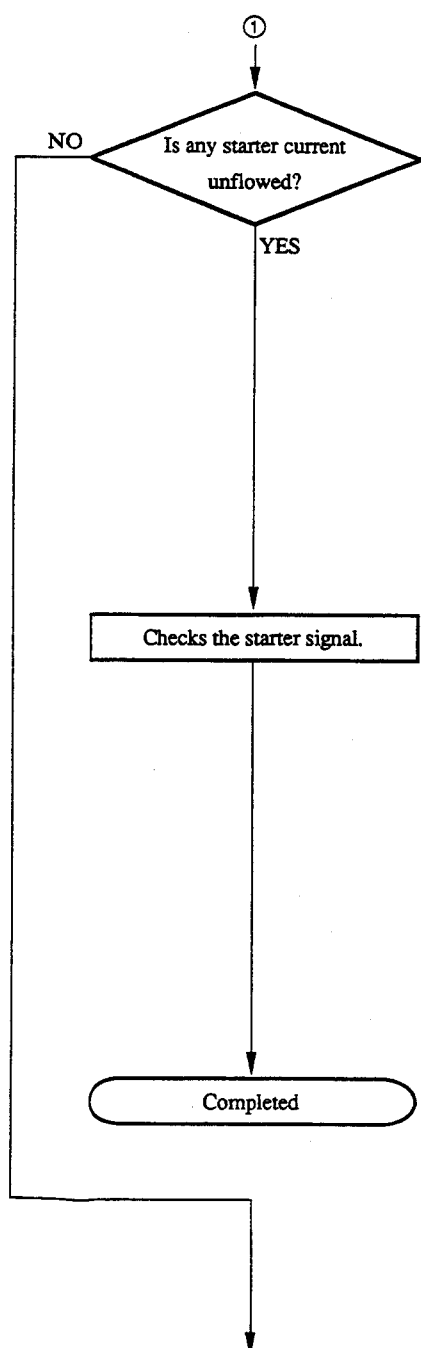 ①
Is any starter current
unflowed?
NO
YES
Checks the starter signal.
Completed